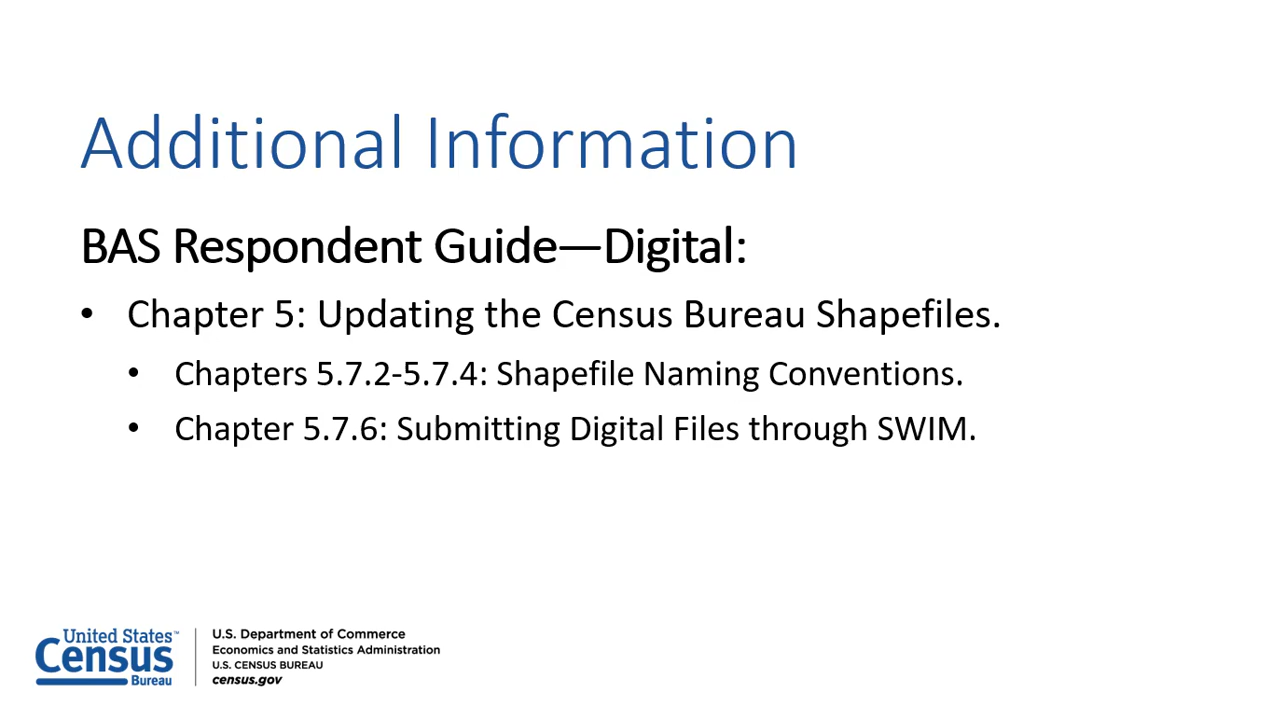 Additional Information
BAS Respondent Guide—Digital:
• Chapter 5: Updating the Census Bureau Shapefiles.
• Chapters 5.7.2-5.7.4: Shapefile Naming Conventions.
• Chapter 5.7.6: Submitting Digital Files through SWIM.
United States™
Census
Bureau
U.S. Department of Commerce
Economics and Statistics Administration
U.S. CENSUS BUREAU
census.gov